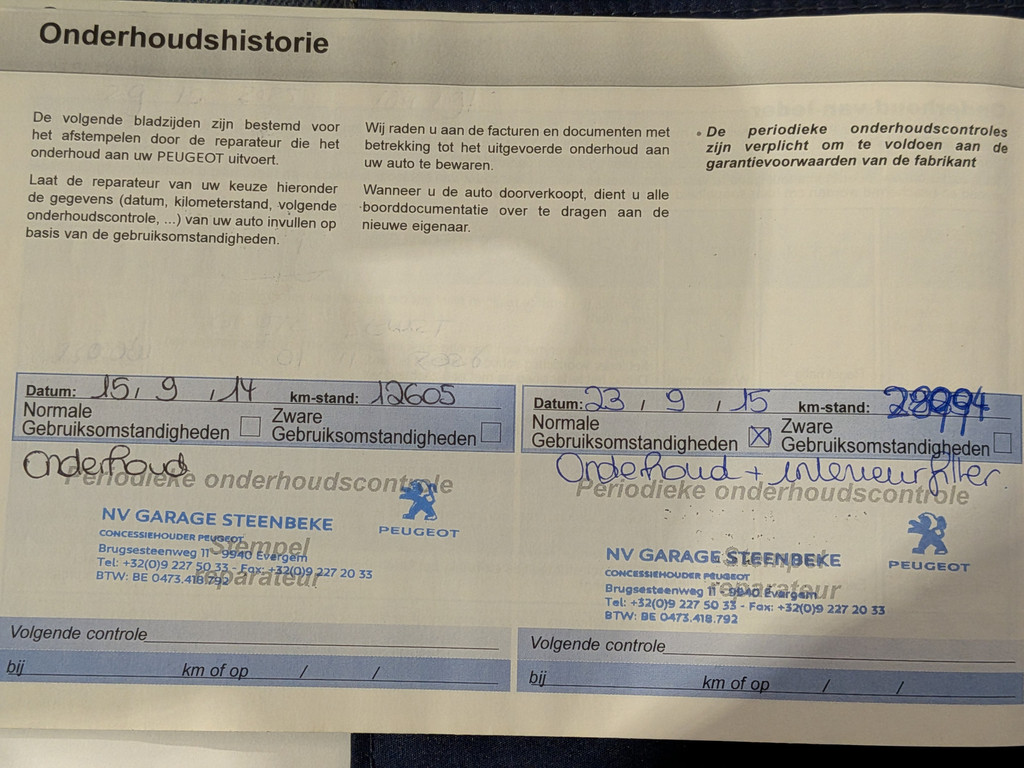 Onderhoudshistorie
De volgende bladzijden zijn bestemd voor
het afstempelen door de reparateur die het
onderhoud aan uw PEUGEOT uitvoert.
Laat de reparateur van uw keuze hieronder
de gegevens (datum, kilometerstand, volgende
onderhoudscontrole, ...) van uw auto invullen op
basis van de gebruiksomstandigheden.
Wij raden u aan de facturen en documenten met
betrekking tot het uitgevoerde onderhoud aan
uw auto te bewaren.
Wanneer u de auto doorverkoopt, dient u alle
boorddocumentatie over te dragen aan de
nieuwe eigenaar.
• De periodieke onderhoudscontroles
zijn verplicht om te voldoen aan de
garantievoorwaarden van de fabrikant
Datum: 15, 9, 14 km-stand: 12605
Normale Zware
Gebruiksomstandigheden Gebruiksomstandigheden
Onderhoud
Periodieke onderhoudscontrole
NV GARAGE STEENBEKE
CONCESSIEHOUDER PEUGEOT
PEUGEOT
Stempel
Brugsesteenweg 11 - 9940 Evergem
Tel: +32(0)9 227 50 33 - Fax: +32(0)9 227 20 33
reparateur
BTW: BE 0473.418.792
Volgende controle
bij km of op / /
Datum: 23, 9, 15 km-stand:
Normale Zware
Gebruiksomstandigheden Gebruiksomstandigheden
Onderhoud + interieurfilter
Periodieke onderhoudscontrole
NV GARAGE STEENBEKE
Stempel
CONCESSIEHOUDER PEUGEOT
PEUGEOT
Brugsesteenweg 11 - 9940 Evergem
reparateur
Tel: +32(0)9 227 50 33 - Fax: +32(0)9 227 20 33
BTW: BE 0473.418.792
Volgende controle
bij km of op / /